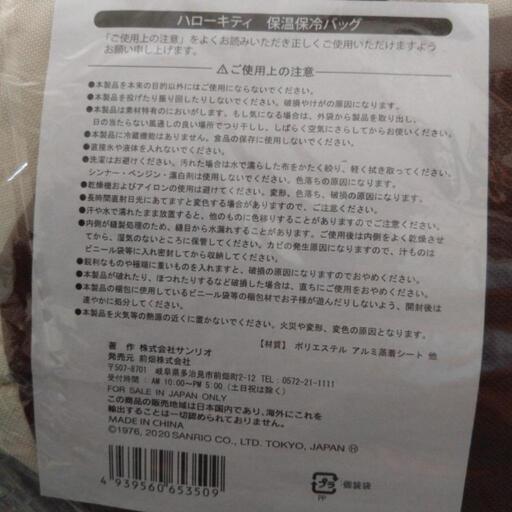 ハローキティ 保温保冷バッグ
「ご使用上の注意」をよくお読みいただき正しくご使用いただけますよう
お願い申し上げます。
⚠ご使用上の注意
●本製品を本来の目的以外にはご使用にならないでください。
●本製品を投げたり振り回したりしないでください。破損やけがの原因になります。
●本製品は素材特有のにおいがします。もし気になる場合は、外袋から製品を取り出し、
日の当たらない風通しの良い場所でつり干しし、しばらく空気にさらしてからお使いください。
●本製品に冷蔵機能はありません。食品の保存に使用しないでください。
●直接水や液体を入れないでください。
●洗濯はお避けください。汚れた場合は水で濡らした布をかたく絞り、軽く拭き取ってください。
シンナー・ベンジン・漂白剤は使用しないでください。色落ちの原因になります。
●乾燥機およびアイロンの使用は避けてください。変形、色落ち、破損の原因になります。
●長時間直射日光にあてますと変色する場合がありますので、ご注意ください。
●汗や水で濡れたまま放置すると、他のものに色移りすることがありますのでご注意ください。
●内側が縫製処理のため、縫目から水漏れすることがあります。ご使用後は内側をよく乾燥させ
てから、湿気のないところに保管してください。カビの発生原因になりますので、汁ものは
ビニール袋等に入れ密封してから収納してください。
●鋭利なものや極端に重いものを入れますと、破損の原因になりますのでおやめください。
●本製品が破れたり、ほつれたりするなど破損した場合は、直ちにご使用をおやめください。
●本製品の梱包に使用しているビニール袋等の梱包材でお子様が遊んだりしないよう、開封後は
速やかに処分してください。
●本製品を火気等の熱源の近くに置かないでください。火災や変形、変色の原因となります。
【材質】 ポリエステル アルミ蒸着シート 他
著作 株式会社サンリオ
発売元 前畑株式会社
〒507-8701 岐阜県多治見市前畑町2-12 TEL 0572-21-1111
受付時間：AM 10:00〜PM 5:00（土日祝は除く）
FOR SALE IN JAPAN ONLY
この商品の販売地域は日本国内であり、海外にこれを
輸出することは一切認められておりません。
MADE IN CHINA
©1976, 2020 SANRIO CO., LTD. TOKYO, JAPAN Ⓗ
4 939560 653509
プラ 個装袋
PP